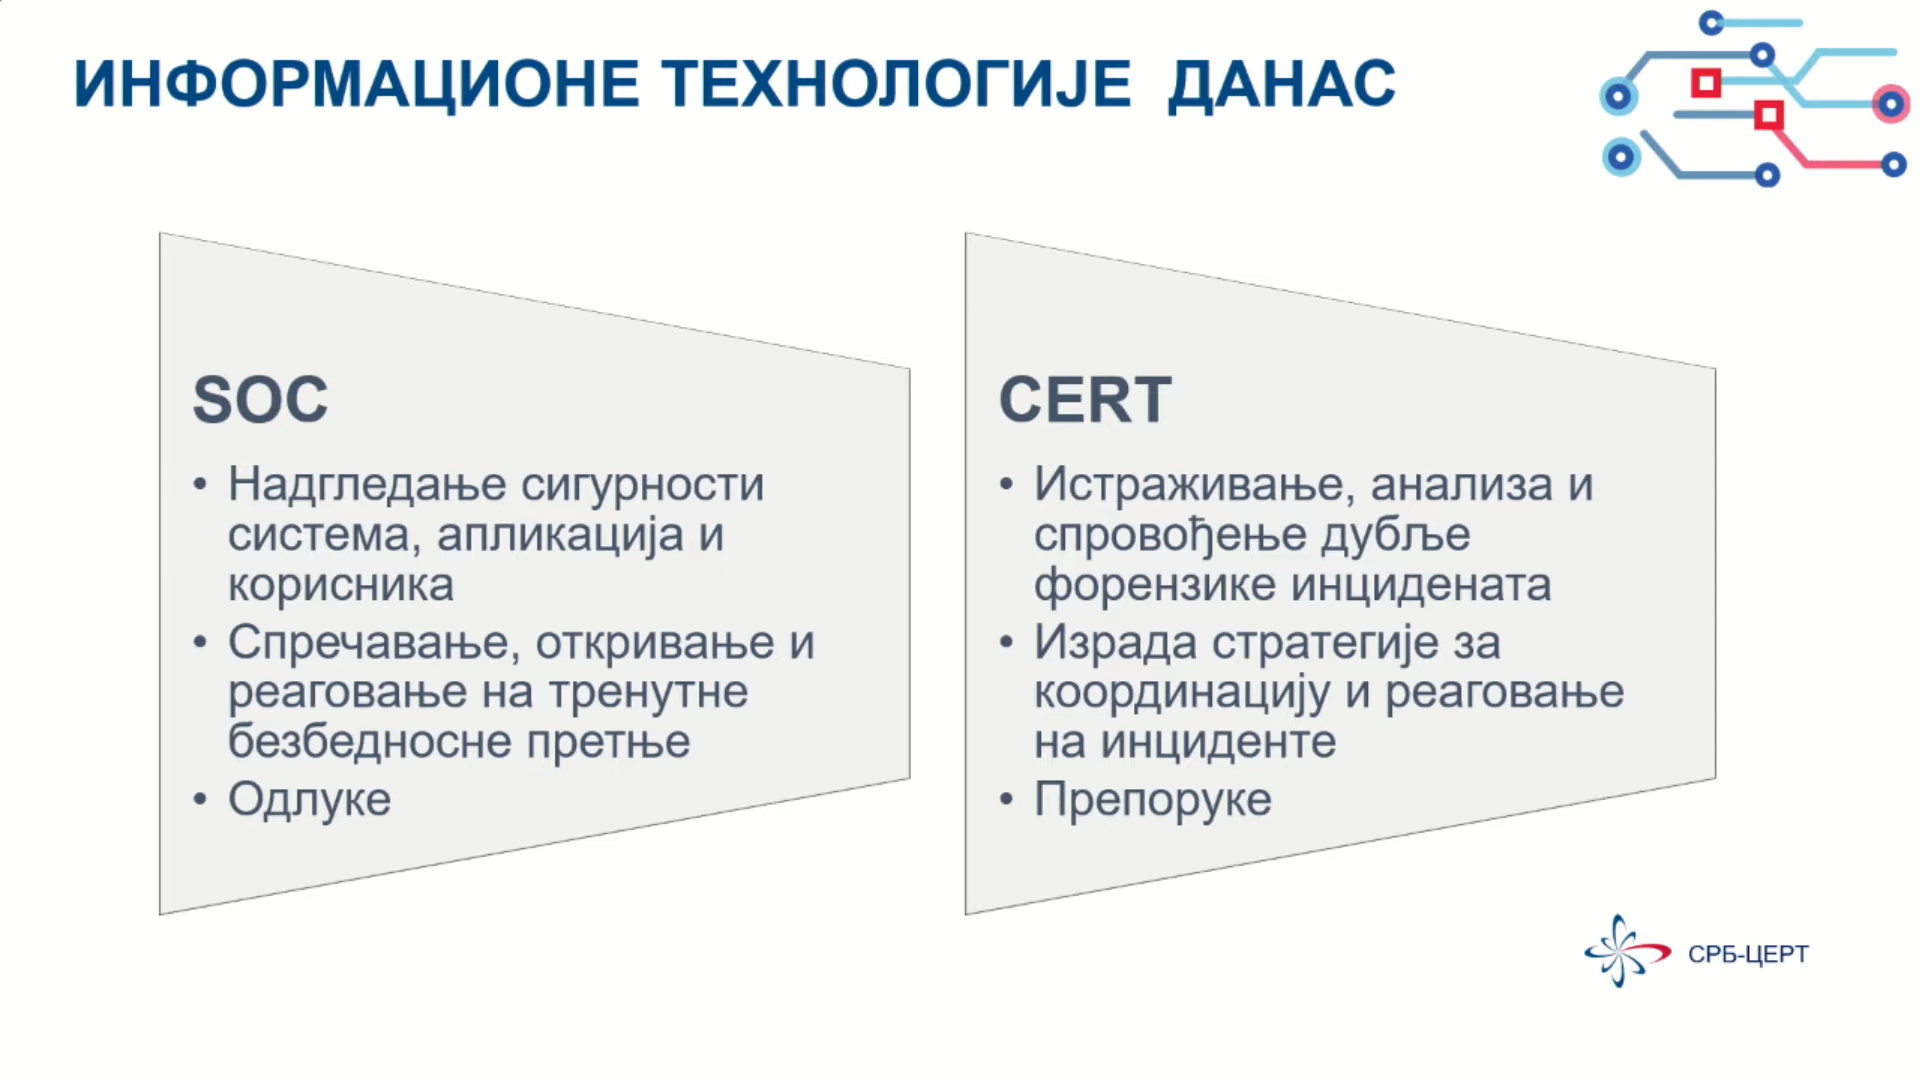 ИНФОРМАЦИОНЕ ТЕХНОЛОГИЈЕ ДАНАС
SOC
• Надгледање сигурности
система, апликација и
корисника
• Спречавање, откривање и
реаговање на тренутне
безбедносне претње
• Одлуке
CERT
• Истраживање, анализа и
спровођење дубље
форензике инцидената
• Израда стратегије за
координацију и реаговање
на инциденте
• Препоруке
СРБ-ЦЕРТ